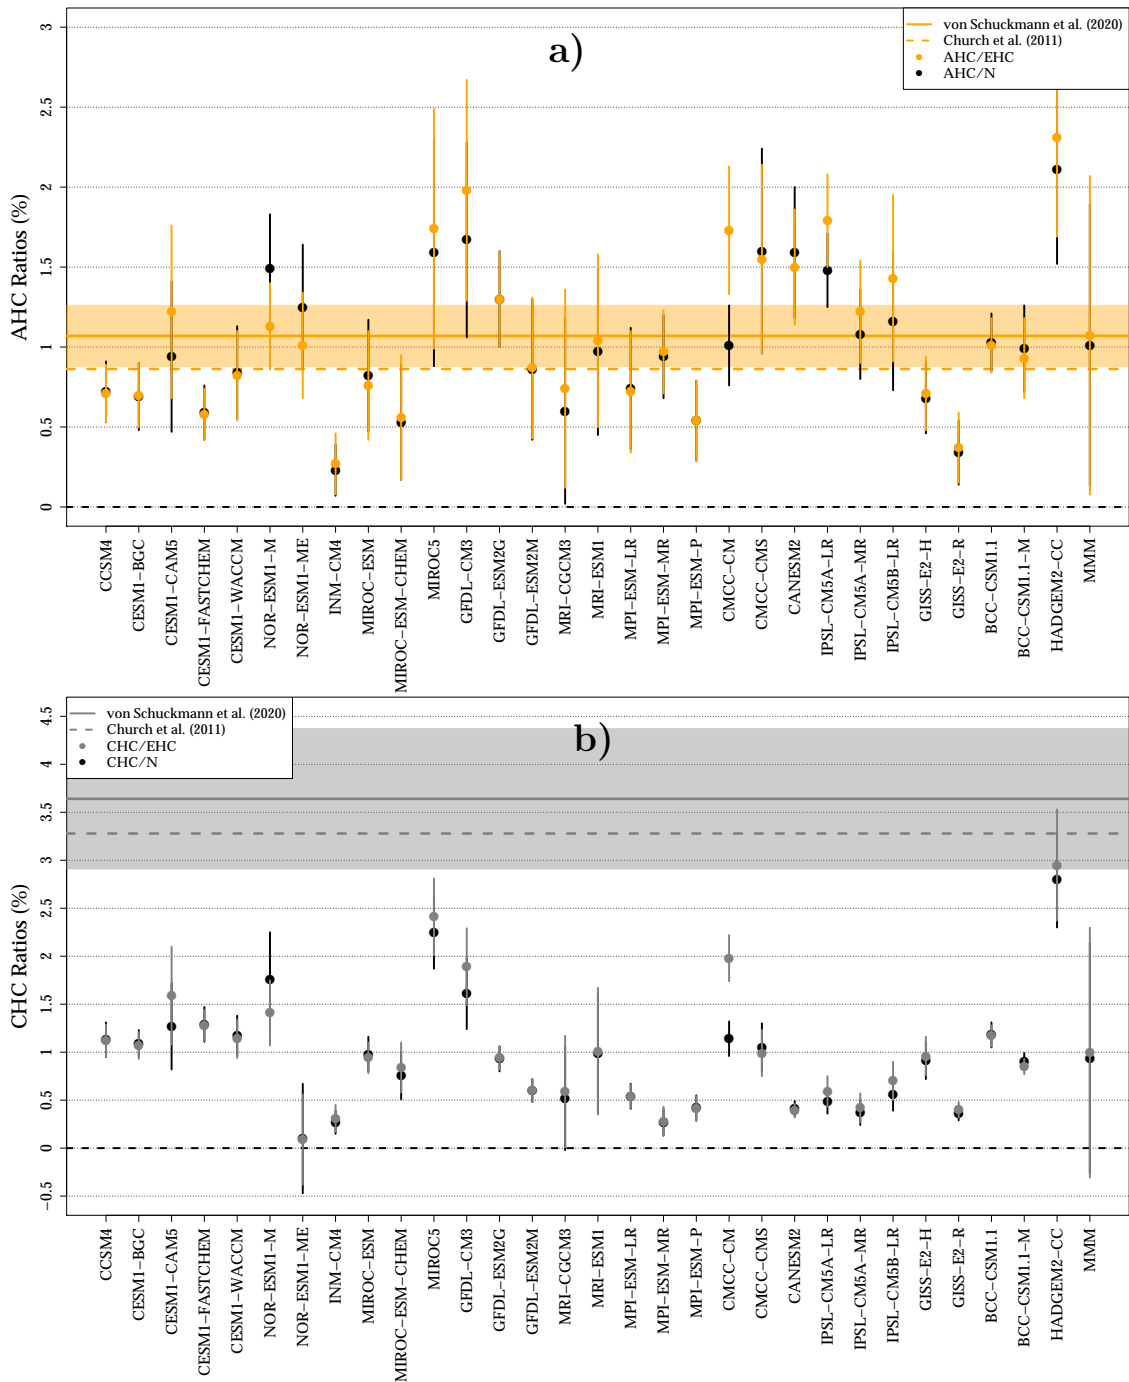 a)
von Schuckmann et al. (2020)
Church et al. (2011)
AHC/EHC
AHC/N
AHC Ratios (%)
3
2.5
2
1.5
1
0.5
0
CCSM4
CESM1−BGC
CESM1−CAM5
CESM1−FASTCHEM
CESM1−WACCM
NOR−ESM1−M
NOR−ESM1−ME
INM−CM4
MIROC−ESM
MIROC−ESM−CHEM
MIROC5
GFDL−CM3
GFDL−ESM2G
GFDL−ESM2M
MRI−CGCM3
MRI−ESM1
MPI−ESM−LR
MPI−ESM−MR
MPI−ESM−P
CMCC−CM
CMCC−CMS
CANESM2
IPSL−CM5A−LR
IPSL−CM5A−MR
IPSL−CM5B−LR
GISS−E2−H
GISS−E2−R
BCC−CSM1.1
BCC−CSM1.1−M
HADGEM2−CC
MMM
b)
von Schuckmann et al. (2020)
Church et al. (2011)
CHC/EHC
CHC/N
CHC Ratios (%)
4.5
4
3.5
3
2.5
2
1.5
1
0.5
0
−0.5
CCSM4
CESM1−BGC
CESM1−CAM5
CESM1−FASTCHEM
CESM1−WACCM
NOR−ESM1−M
NOR−ESM1−ME
INM−CM4
MIROC−ESM
MIROC−ESM−CHEM
MIROC5
GFDL−CM3
GFDL−ESM2G
GFDL−ESM2M
MRI−CGCM3
MRI−ESM1
MPI−ESM−LR
MPI−ESM−MR
MPI−ESM−P
CMCC−CM
CMCC−CMS
CANESM2
IPSL−CM5A−LR
IPSL−CM5A−MR
IPSL−CM5B−LR
GISS−E2−H
GISS−E2−R
BCC−CSM1.1
BCC−CSM1.1−M
HADGEM2−CC
MMM